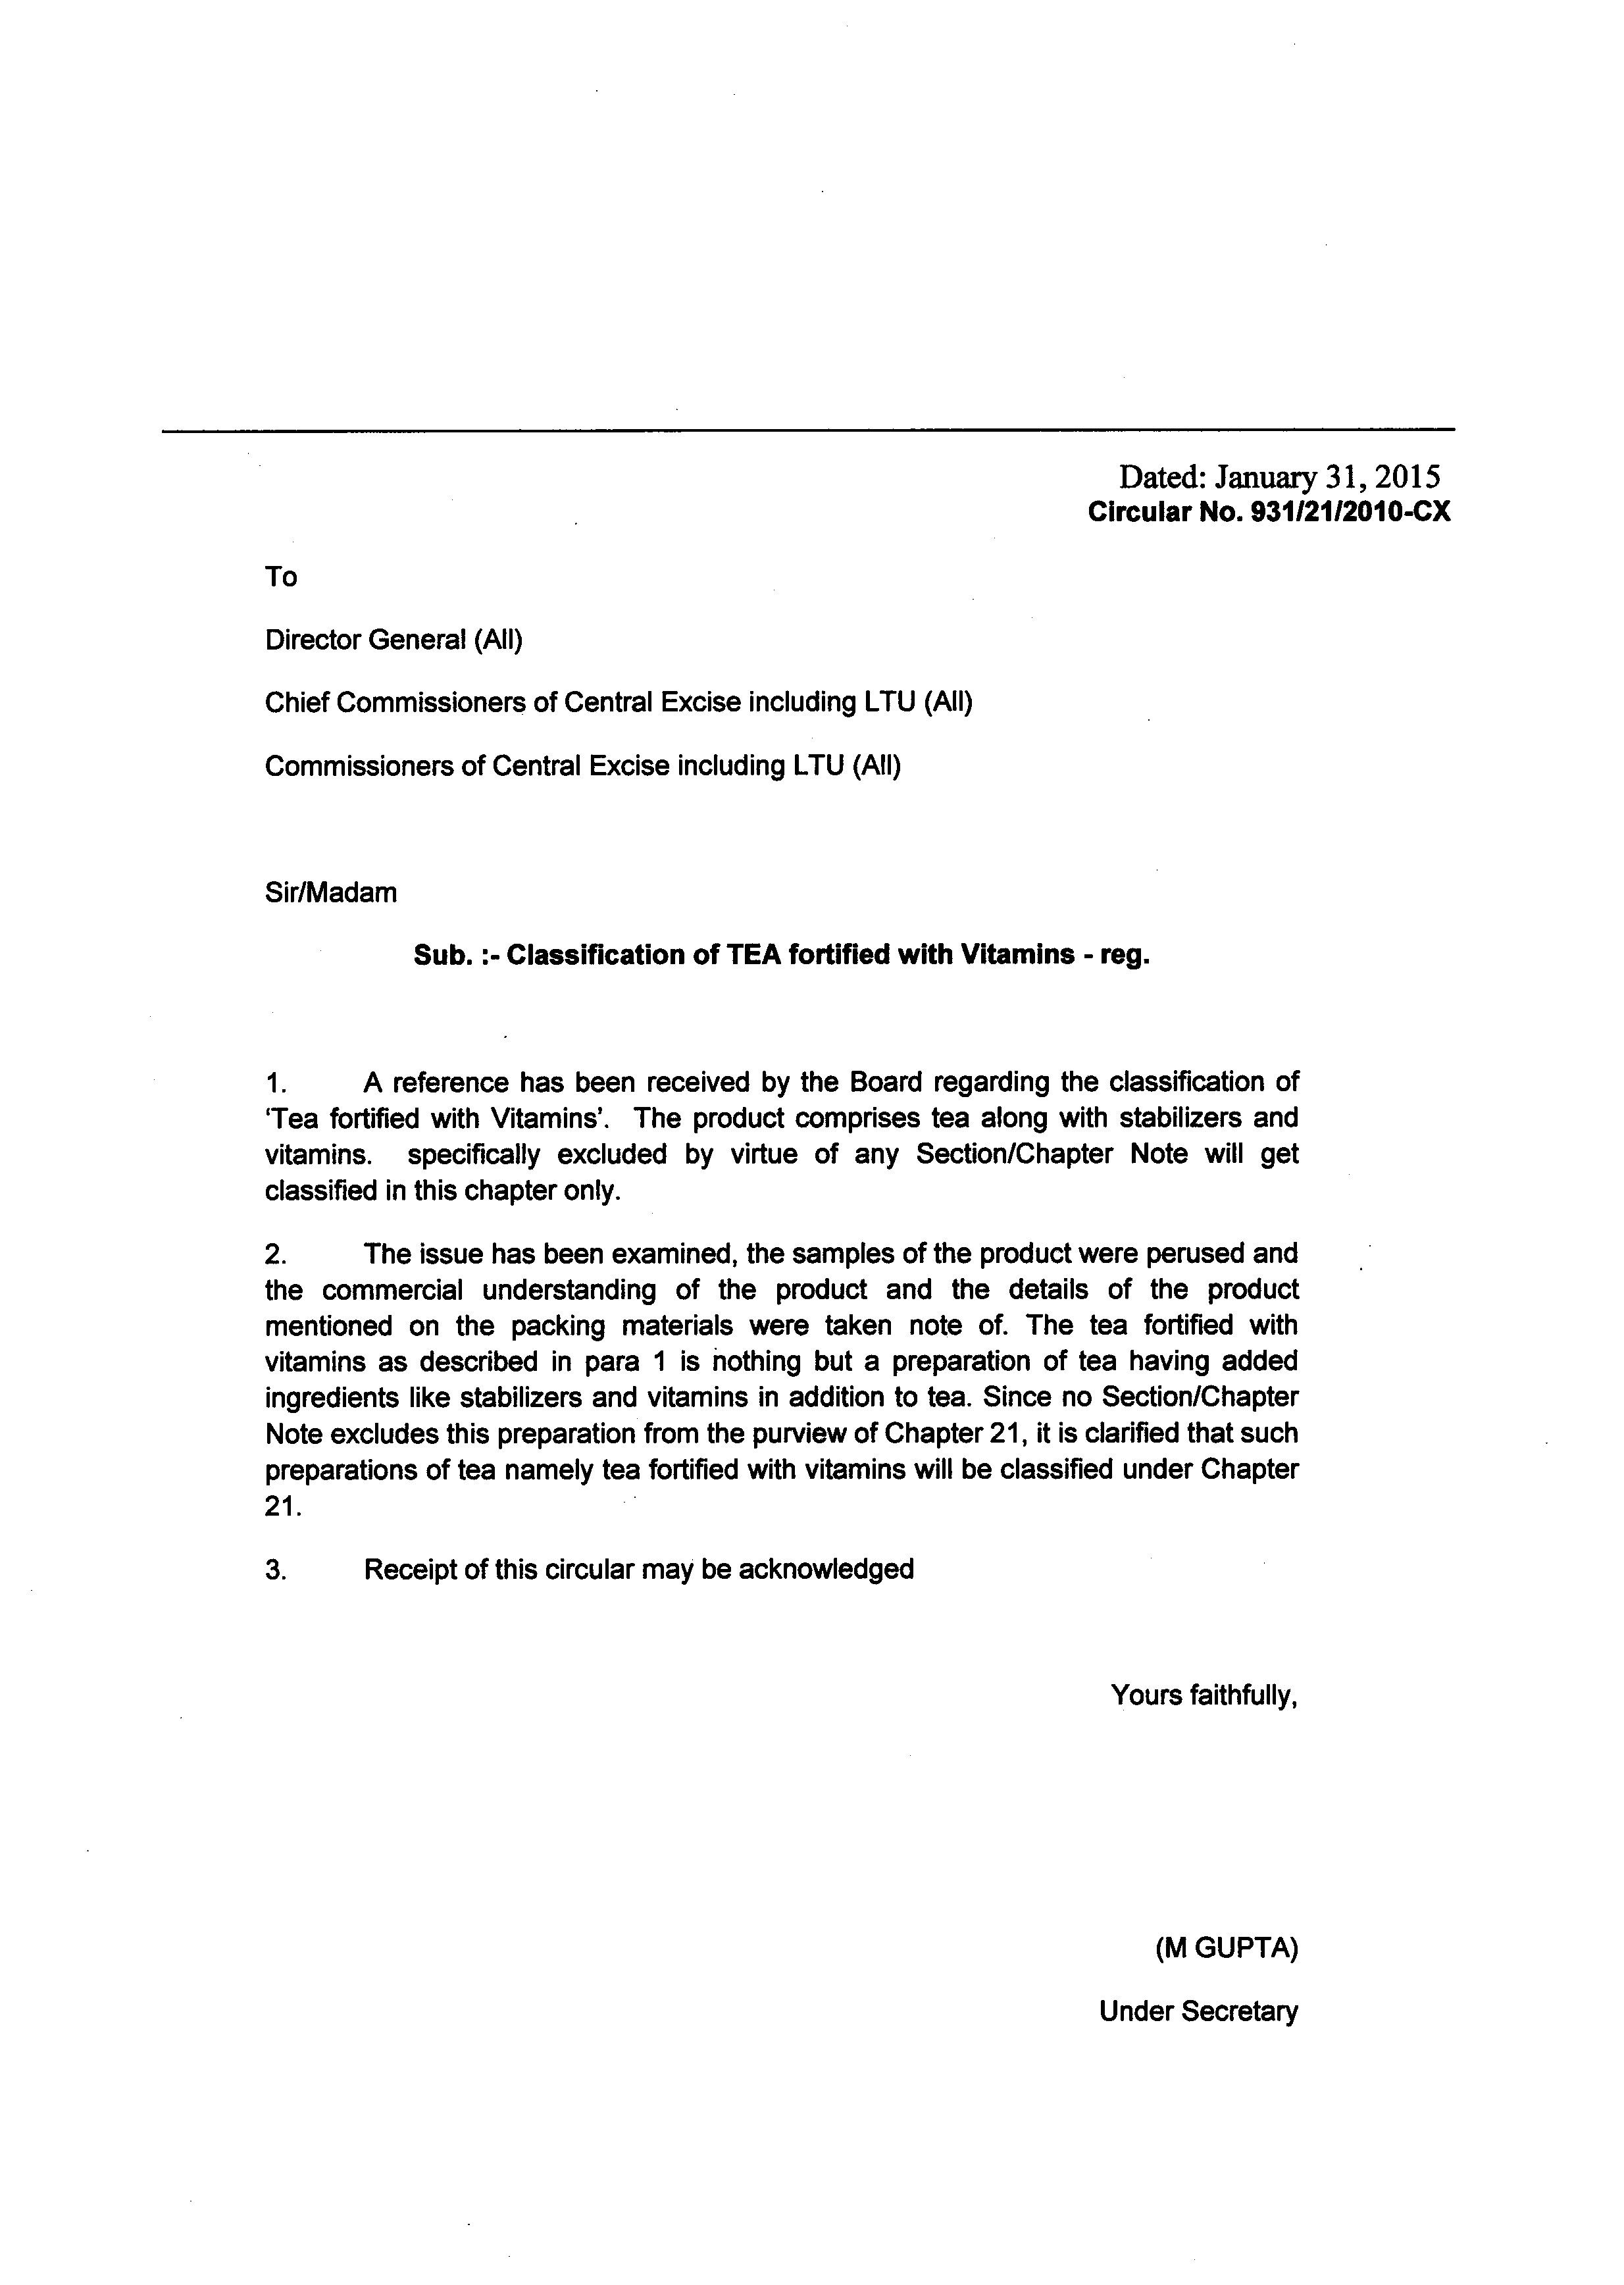 Dated: January 31, 2015
Circular No. 931/21/2010-CX
To
Director General (All)
Chief Commissioners of Central Excise including LTU (All)
Commissioners of Central Excise including LTU (All)
Sir/Madam
Sub. :- Classification of TEA fortified with Vitamins - reg.
1. A reference has been received by the Board regarding the classification of
‘Tea fortified with Vitamins’. The product comprises tea along with stabilizers and
vitamins. specifically excluded by virtue of any Section/Chapter Note will get
classified in this chapter only.
2. The issue has been examined, the samples of the product were perused and
the commercial understanding of the product and the details of the product
mentioned on the packing materials were taken note of. The tea fortified with
vitamins as described in para 1 is nothing but a preparation of tea having added
ingredients like stabilizers and vitamins in addition to tea. Since no Section/Chapter
Note excludes this preparation from the purview of Chapter 21, it is clarified that such
preparations of tea namely tea fortified with vitamins will be classified under Chapter
21.
3. Receipt of this circular may be acknowledged
Yours faithfully,
(M GUPTA)
Under Secretary